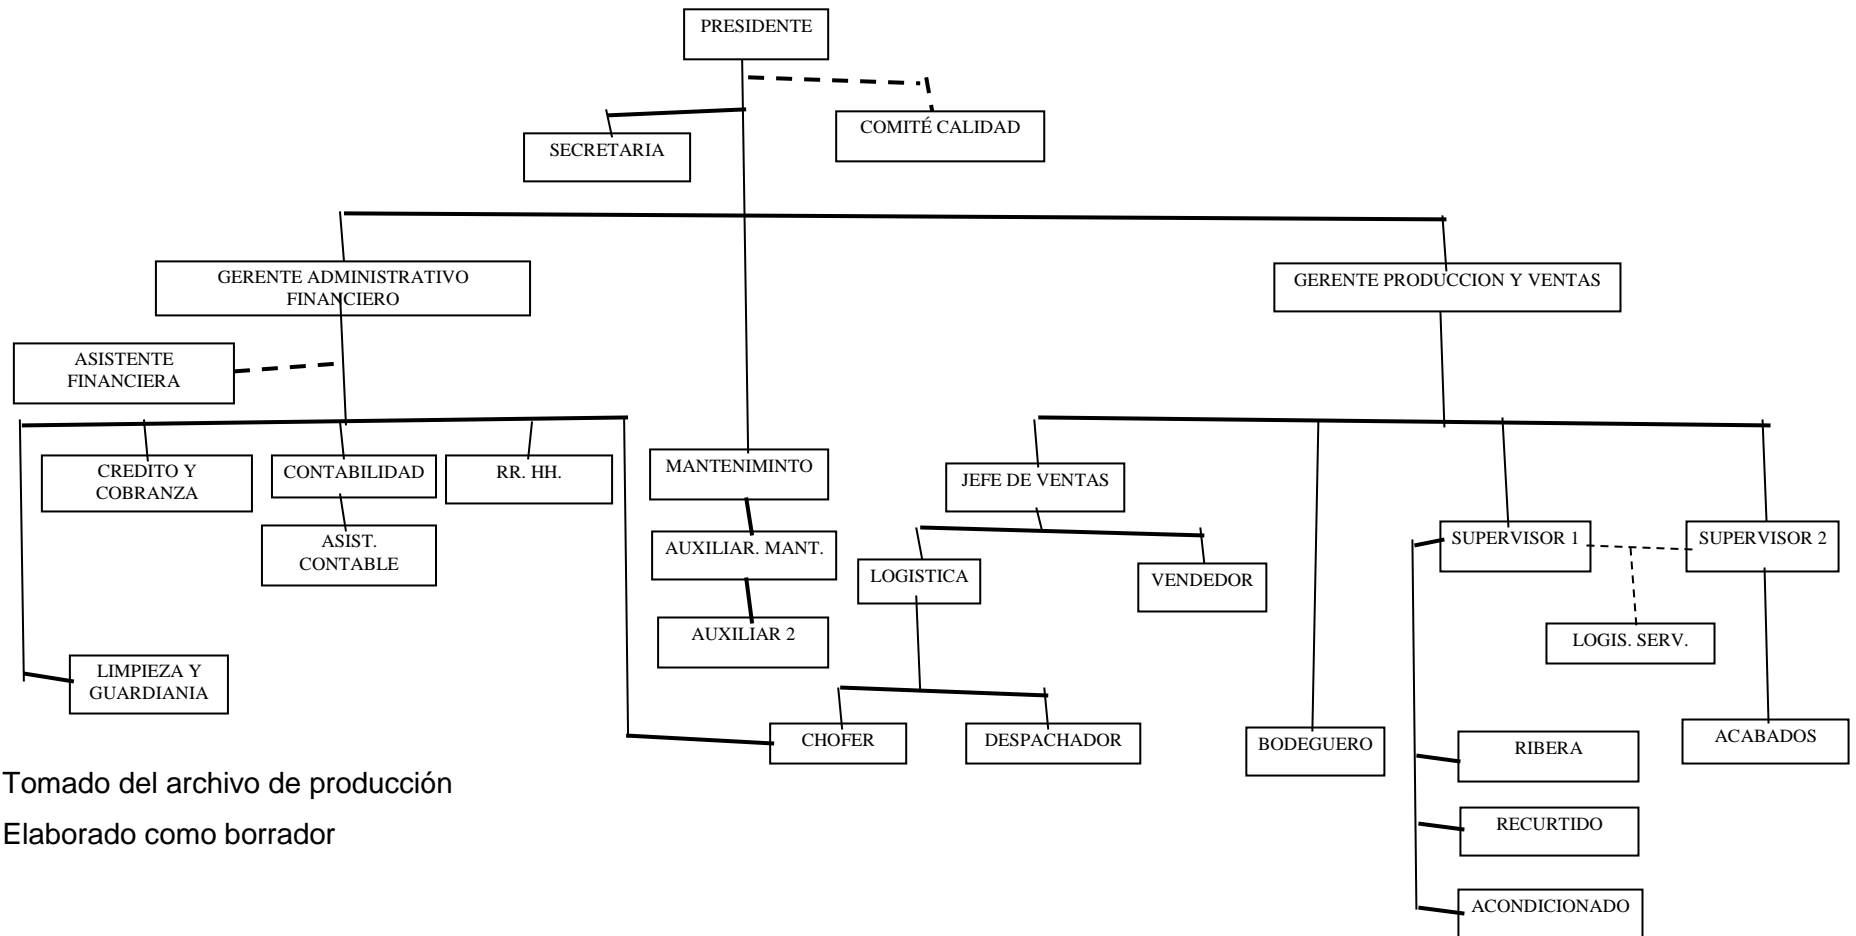 PRESIDENTE
COMITÉ CALIDAD
SECRETARIA
GERENTE ADMINISTRATIVO
FINANCIERO
GERENTE PRODUCCION Y VENTAS
ASISTENTE
FINANCIERA
CREDITO Y
COBRANZA
CONTABILIDAD
RR. HH.
MANTENIMINTO
JEFE DE VENTAS
ASIST.
CONTABLE
AUXILIAR. MANT.
SUPERVISOR 1
SUPERVISOR 2
LOGISTICA
VENDEDOR
AUXILIAR 2
LOGIS. SERV.
LIMPIEZA Y
GUARDIANIA
CHOFER
DESPACHADOR
BODEGUERO
RIBERA
ACABADOS
RECURTIDO
ACONDICIONADO
Tomado del archivo de producción
Elaborado como borrador